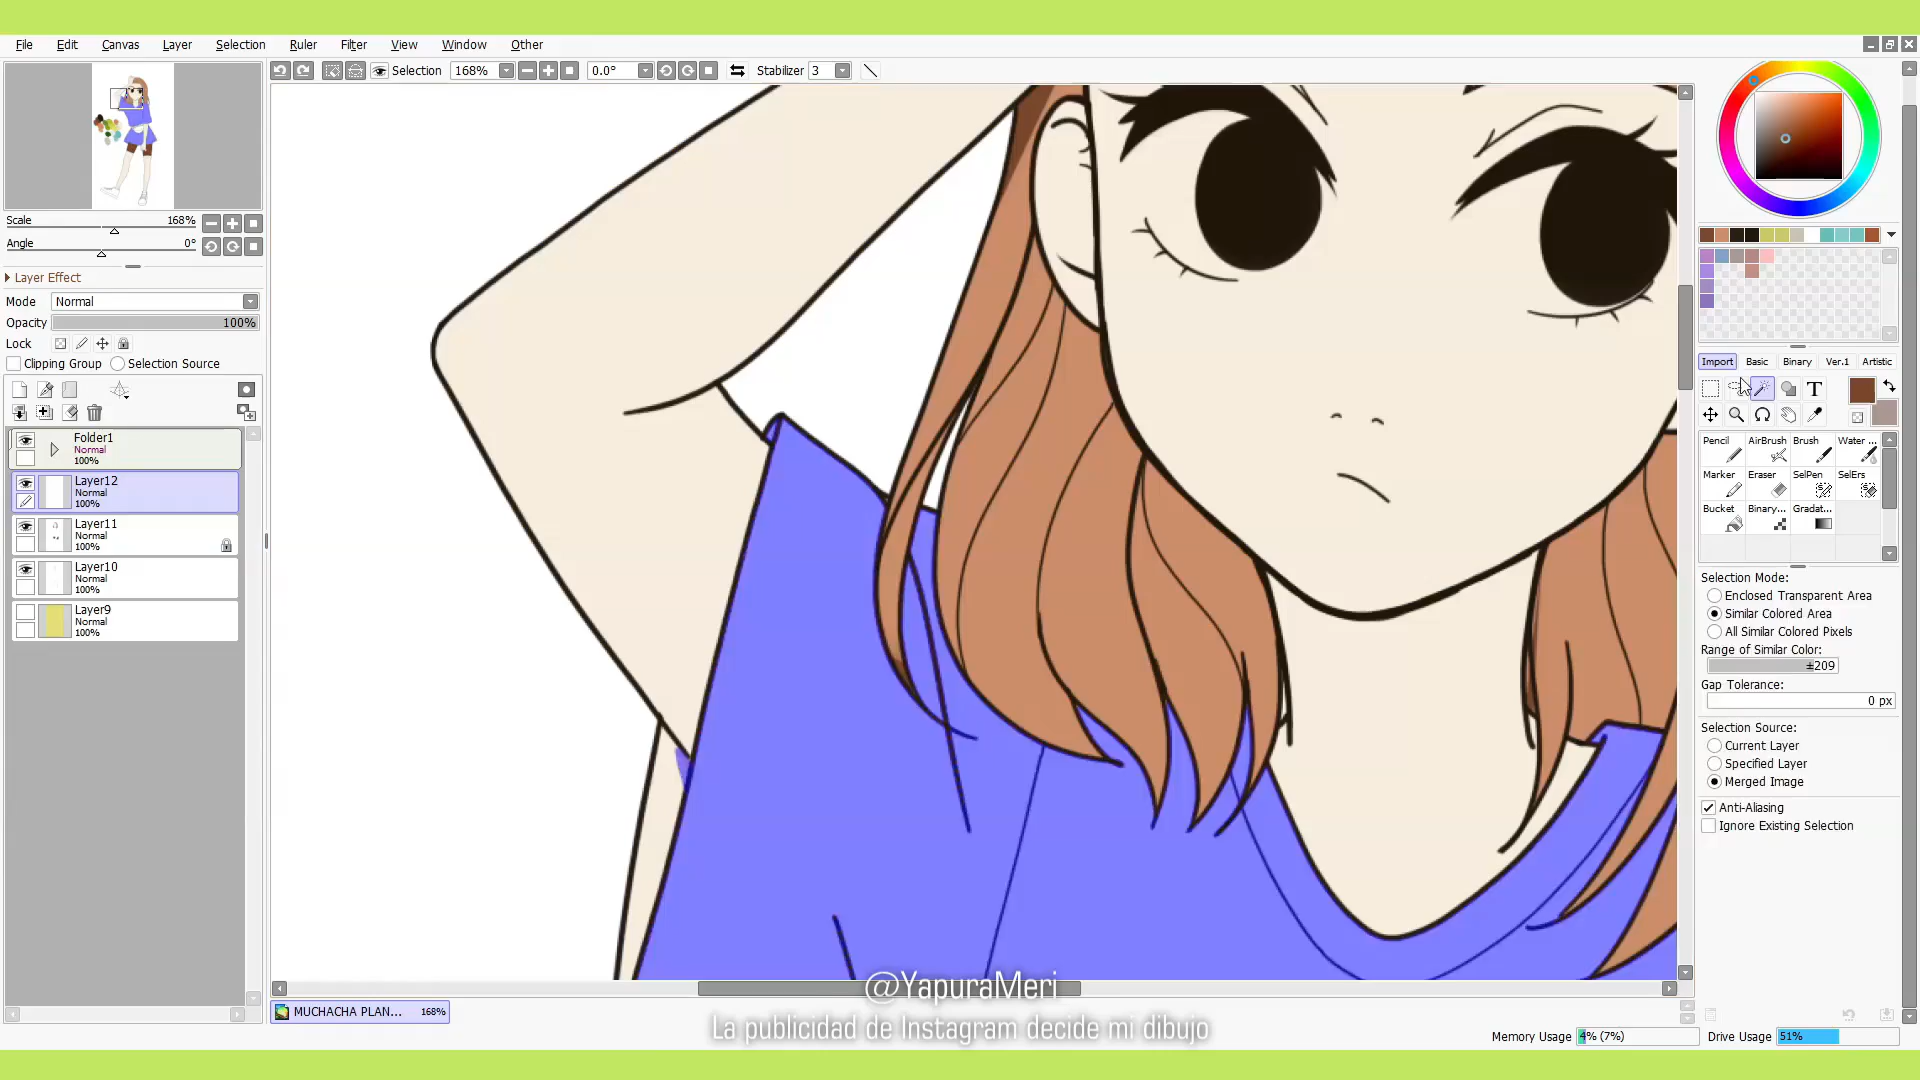 File Edit Canvas Layer Selection Ruler Filter View Window Other
Selection 168% 0.0° Stabilizer 3
Scale 168%
Angle 0°
Layer Effect
Mode Normal
Opacity 100%
Lock
Clipping Group Selection Source
Folder1
Normal
100%
Layer12
Normal
100%
Layer11
Normal
100%
Layer10
Normal
100%
Layer9
Normal
100%
Import Basic Binary Ver.1 Artistic
T
Pencil AirBrush Brush Water ...
Marker Eraser SelPen SelErs
Bucket Binary... Gradat...
Selection Mode:
Enclosed Transparent Area
Similar Colored Area
All Similar Colored Pixels
Range of Similar Color:
±209
Gap Tolerance:
0 px
Selection Source:
Current Layer
Specified Layer
Merged Image
Anti-Aliasing
Ignore Existing Selection
@YapuraMeri
MUCHACHA PLAN... 168%
La publicidad de Instagram decide mi dibujo
Memory Usage 4% (7%) Drive Usage 51%